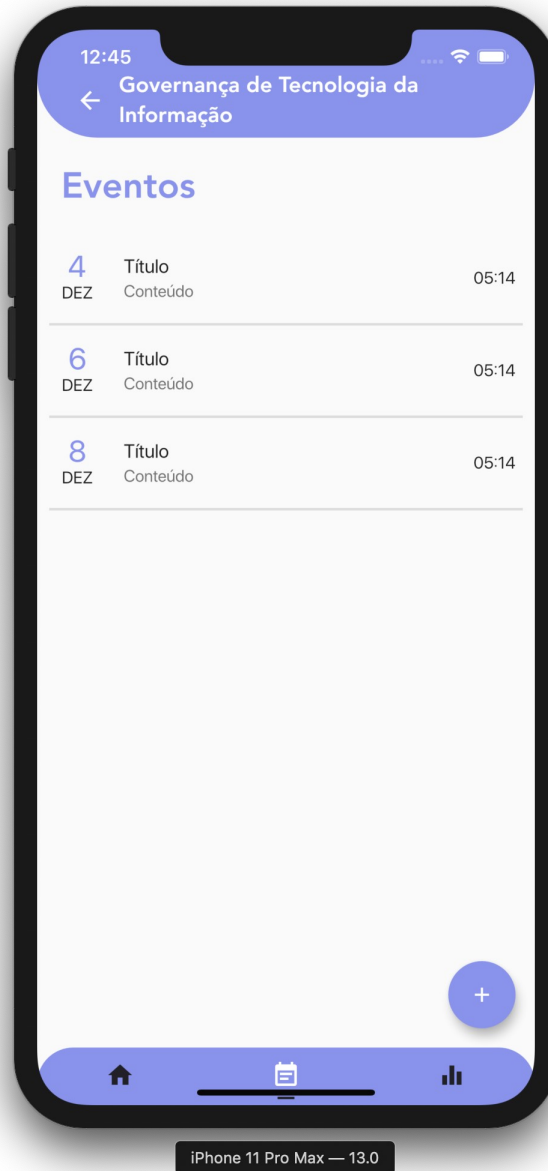 12:45
Governança de Tecnologia da
Informação
Eventos
4
DEZ
Título
Conteúdo
05:14
6
DEZ
Título
Conteúdo
05:14
8
DEZ
Título
Conteúdo
05:14
+
iPhone 11 Pro Max — 13.0